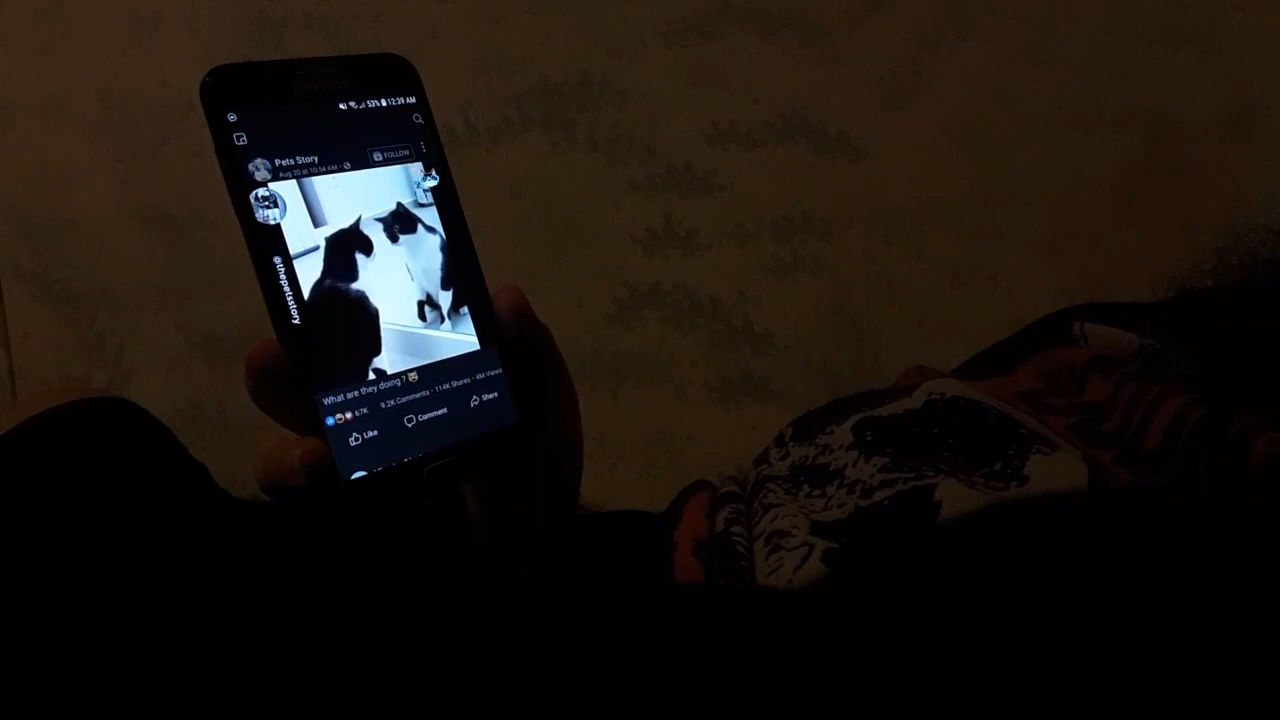 SAMSUNG
53% 12:39 AM
Pets Story
FOLLOW
Aug 20 at 10:54 AM
@thepetsstory
What are they doing ?
67K 9.2K Comments • 114K Shares • 4M Views
Like Comment Share